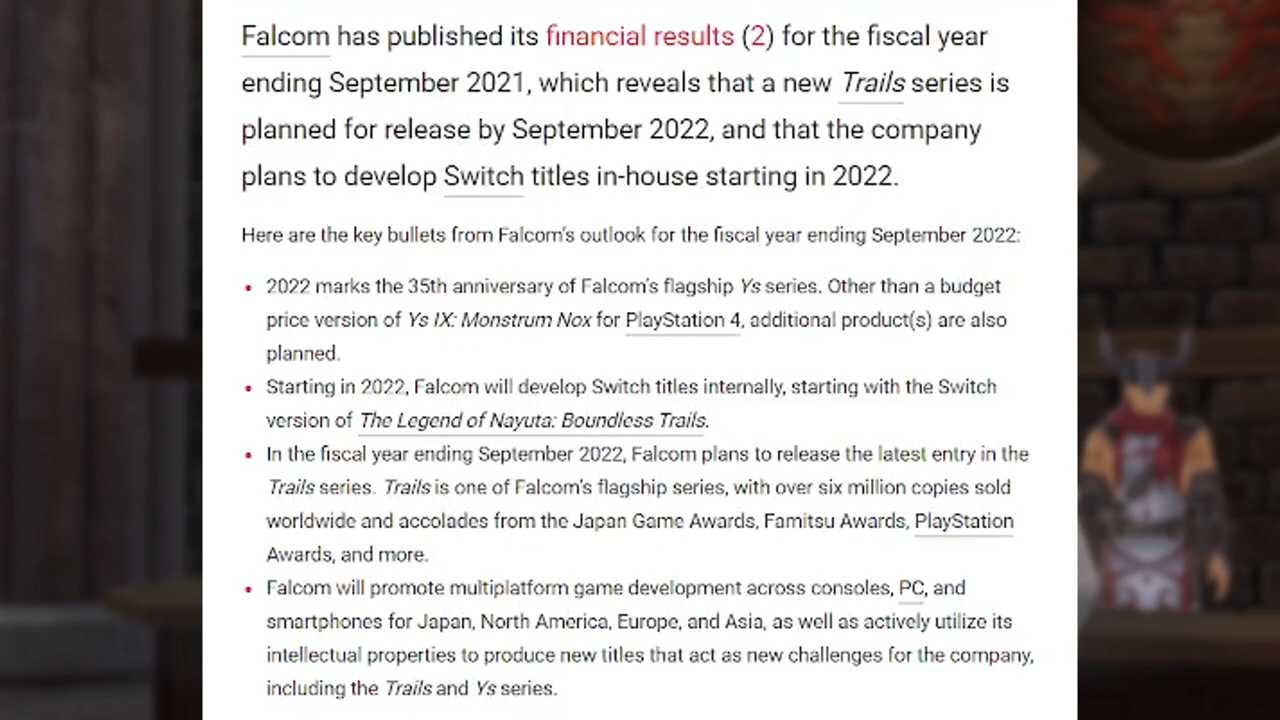 Falcom has published its financial results (2) for the fiscal year
ending September 2021, which reveals that a new Trails series is
planned for release by September 2022, and that the company
plans to develop Switch titles in-house starting in 2022.
Here are the key bullets from Falcom's outlook for the fiscal year ending September 2022:
• 2022 marks the 35th anniversary of Falcom's flagship Ys series. Other than a budget
price version of Ys IX: Monstrum Nox for PlayStation 4, additional product(s) are also
planned.
• Starting in 2022, Falcom will develop Switch titles internally, starting with the Switch
version of The Legend of Nayuta: Boundless Trails.
• In the fiscal year ending September 2022, Falcom plans to release the latest entry in the
Trails series. Trails is one of Falcom's flagship series, with over six million copies sold
worldwide and accolades from the Japan Game Awards, Famitsu Awards, PlayStation
Awards, and more.
• Falcom will promote multiplatform game development across consoles, PC, and
smartphones for Japan, North America, Europe, and Asia, as well as actively utilize its
intellectual properties to produce new titles that act as new challenges for the company,
including the Trails and Ys series.